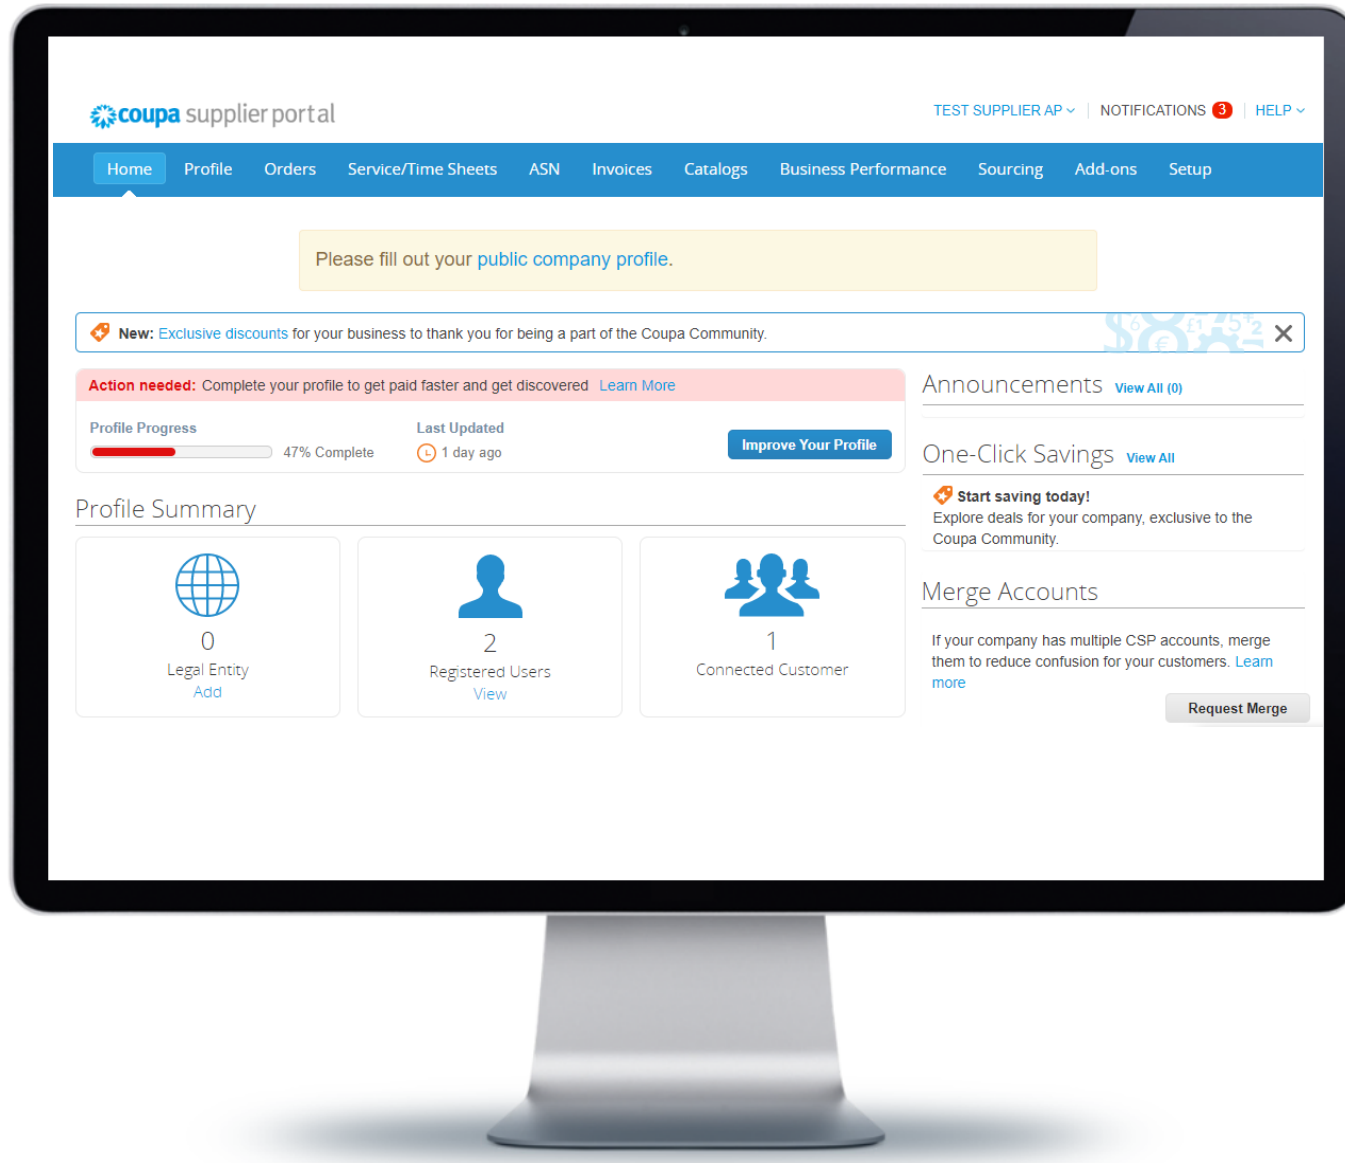 coupa supplier portal
TEST SUPPLIER AP
NOTIFICATIONS 3
HELP
Home Profile Orders Service/Time Sheets ASN Invoices Catalogs Business Performance Sourcing Add-ons Setup
Please fill out your public company profile.
New: Exclusive discounts for your business to thank you for being a part of the Coupa Community.
Action needed: Complete your profile to get paid faster and get discovered Learn More
Profile Progress
47% Complete
Last Updated
1 day ago
Improve Your Profile
Profile Summary
0
Legal Entity
Add
2
Registered Users
View
1
Connected Customer
Announcements View All (0)
One-Click Savings View All
Start saving today!
Explore deals for your company, exclusive to the
Coupa Community.
Merge Accounts
If your company has multiple CSP accounts, merge
them to reduce confusion for your customers. Learn
more
Request Merge